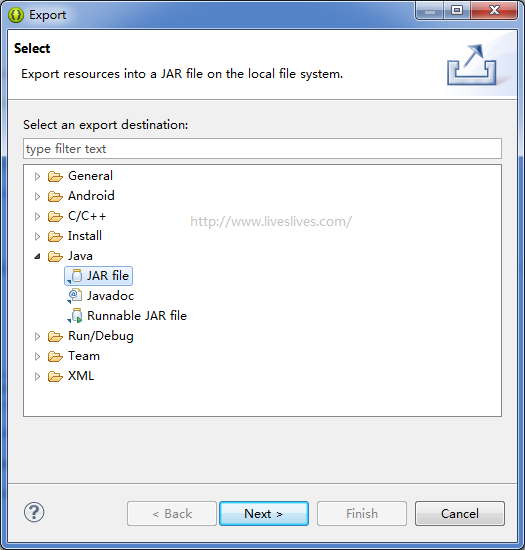 Export
Select
Export resources into a JAR file on the local file system.
Select an export destination:
type filter text
General
Android
C/C++
http://www.liveslives.com/
Install
Java
JAR file
Javadoc
Runnable JAR file
Run/Debug
Team
XML
? < Back Next > Finish Cancel